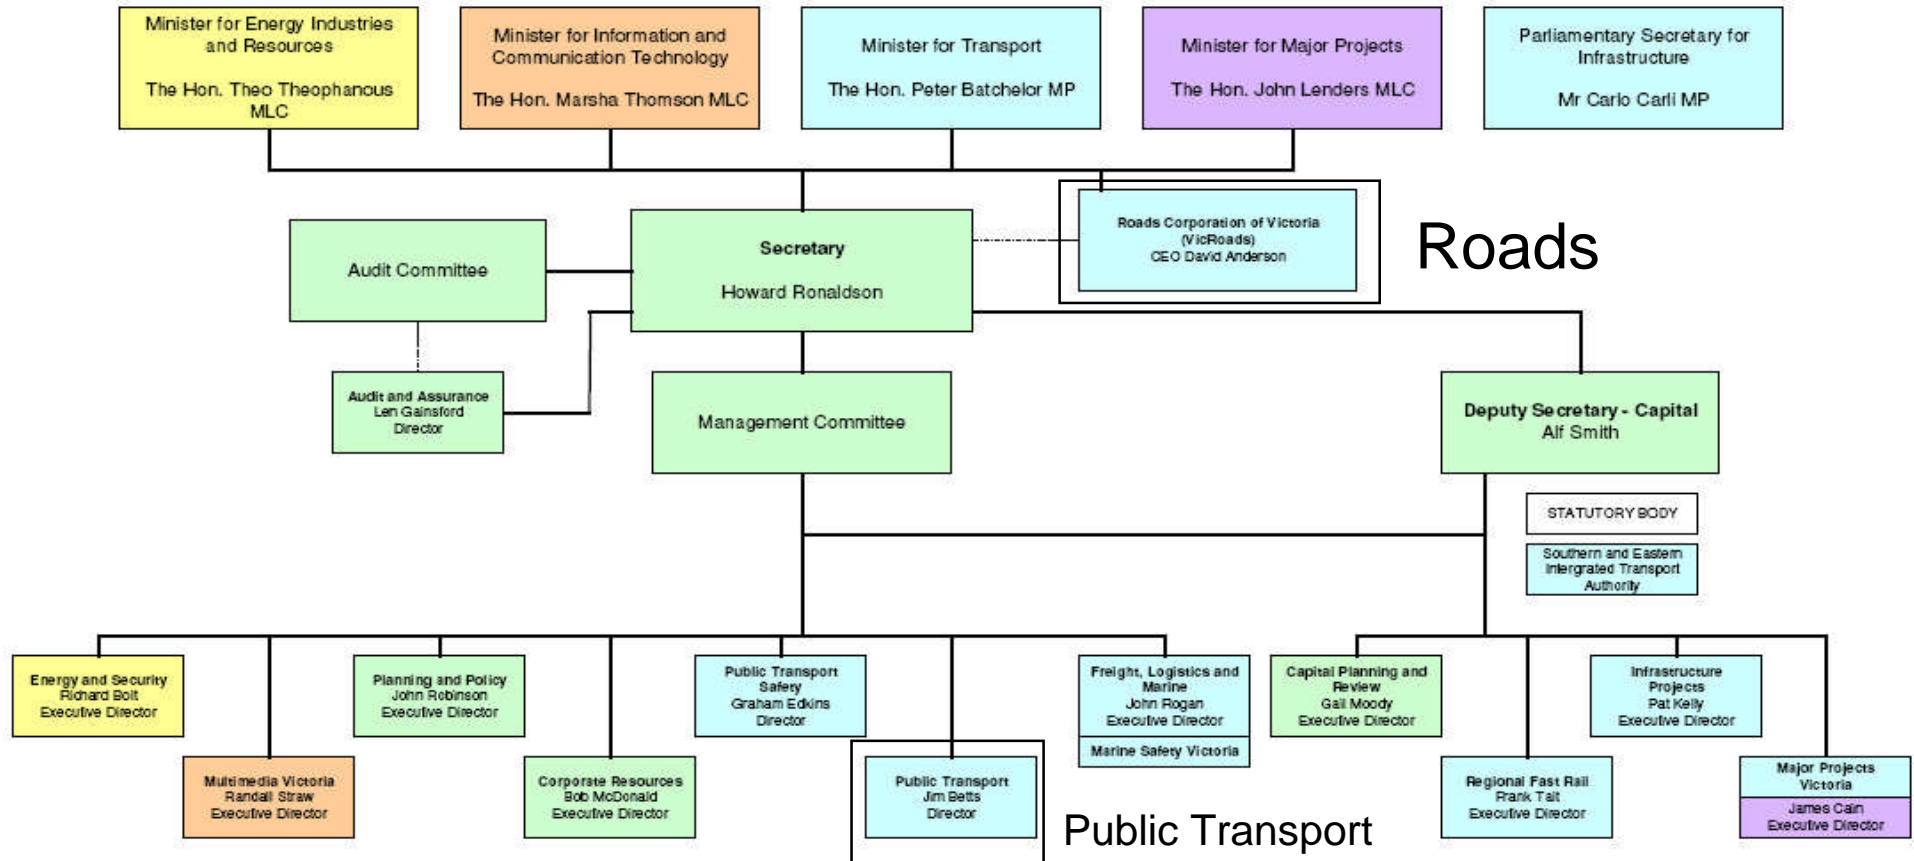 Minister for Energy Industries
and Resources
The Hon. Theo Theophanous
MLC
Minister for Information and
Communication Technology
The Hon. Marsha Thomson MLC
Minister for Transport
The Hon. Peter Batchelor MP
Minister for Major Projects
The Hon. John Lenders MLC
Parliamentary Secretary for
Infrastructure
Mr Carlo Carli MP
Audit Committee
Secretary
Howard Ronaldson
Roads Corporation of Victoria
(VicRoads)
CEO David Anderson
Roads
Audit and Assurance
Len Gainsford
Director
Management Committee
Deputy Secretary - Capital
Alf Smith
STATUTORY BODY
Southern and Eastern
Intergrated Transport
Authority
Energy and Security
Richard Bolt
Executive Director
Planning and Policy
John Robinson
Executive Director
Public Transport
Safety
Graham Edkins
Director
Freight, Logistics and
Marine
John Rogan
Executive Director
Marine Safety Victoria
Capital Planning and
Review
Gail Moody
Executive Director
Infrastructure
Projects
Pat Kelly
Executive Director
Multimedia Victoria
Randall Straw
Executive Director
Corporate Resources
Bob McDonald
Executive Director
Public Transport
Jim Betts
Director
Public Transport
Regional Fast Rail
Frank Tait
Executive Director
Major Projects
Victoria
James Cain
Executive Director